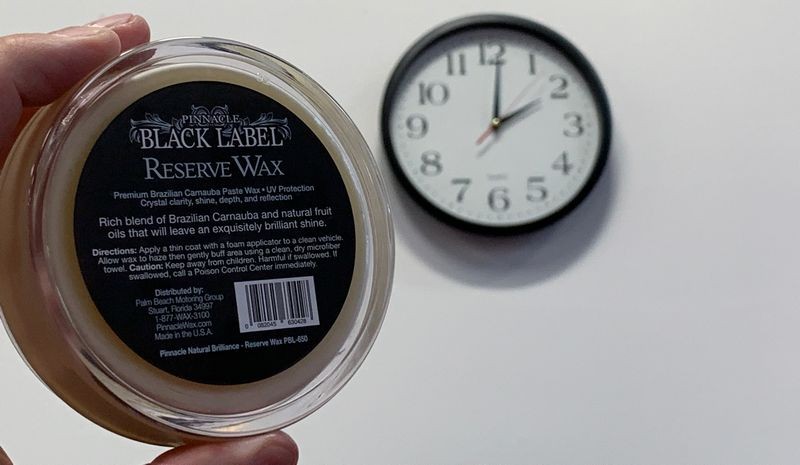 PINNACLE
BLACK LABEL
RESERVE WAX
Premium Brazilian Carnauba Paste Wax • UV Protection
Crystal clarity, shine, depth, and reflection
Rich blend of Brazilian Carnauba and natural fruit
oils that will leave an exquisitely brilliant shine.
Directions: Apply a thin coat with a foam applicator to a clean vehicle.
Allow wax to haze then gently buff area using a clean, dry microfiber
towel. Caution: Keep away from children. Harmful if swallowed. If
swallowed, call a Poison Control Center immediately.
Distributed by:
Palm Beach Motoring Group
Stuart, Florida 34997
1-877-WAX-3100
PinnacleWax.com
Made in the U.S.A.
0 082045 630428
Pinnacle Natural Brilliance - Reserve Wax PBL-650
12
1
2
3
4
5
6
7
8
9
10
11